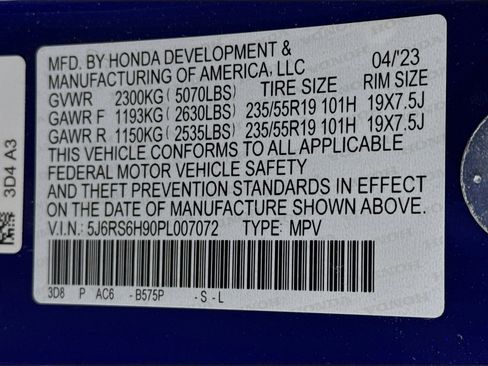 MFD. BY HONDA DEVELOPMENT &
MANUFACTURING OF AMERICA, LLC 04/'23
GVWR 2300KG ( 5070LBS) TIRE SIZE RIM SIZE
GAWR F 1193KG ( 2630LBS) 235/55R19 101H 19X7.5J
GAWR R 1150KG ( 2535LBS) 235/55R19 101H 19X7.5J
THIS VEHICLE CONFORMS TO ALL APPLICABLE
FEDERAL MOTOR VEHICLE SAFETY
AND THEFT PREVENTION STANDARDS IN EFFECT
ON THE DATE OF MANUFACTURE SHOWN ABOVE.
V.I.N.: 5J6RS6H90PL007072 TYPE: MPV
3D8 P AC6 - B575P - S - L
3D4 A3